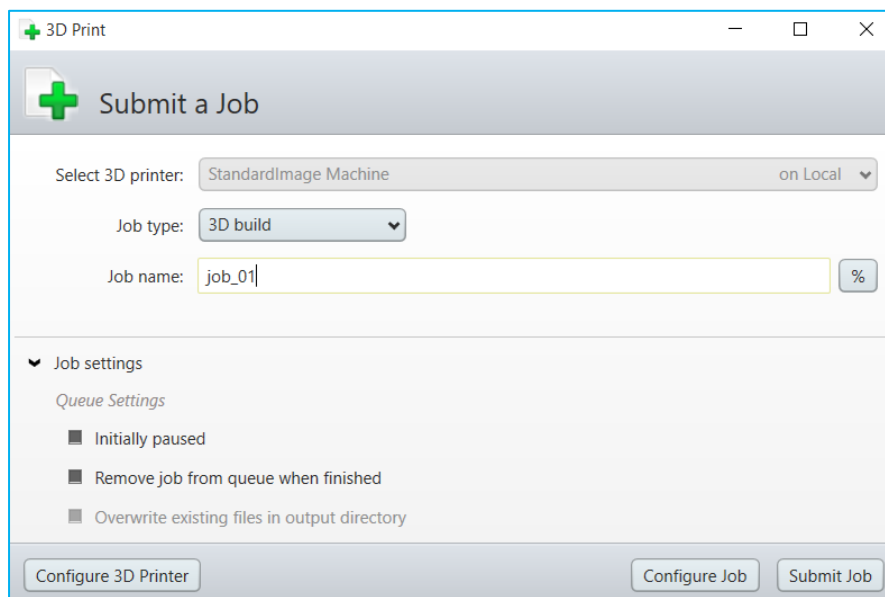 3D Print
Submit a Job
Select 3D printer: StandardImage Machine on Local
Job type: 3D build
Job name: job_01 %
Job settings
Queue Settings
Initially paused
Remove job from queue when finished
Overwrite existing files in output directory
Configure 3D Printer Configure Job Submit Job